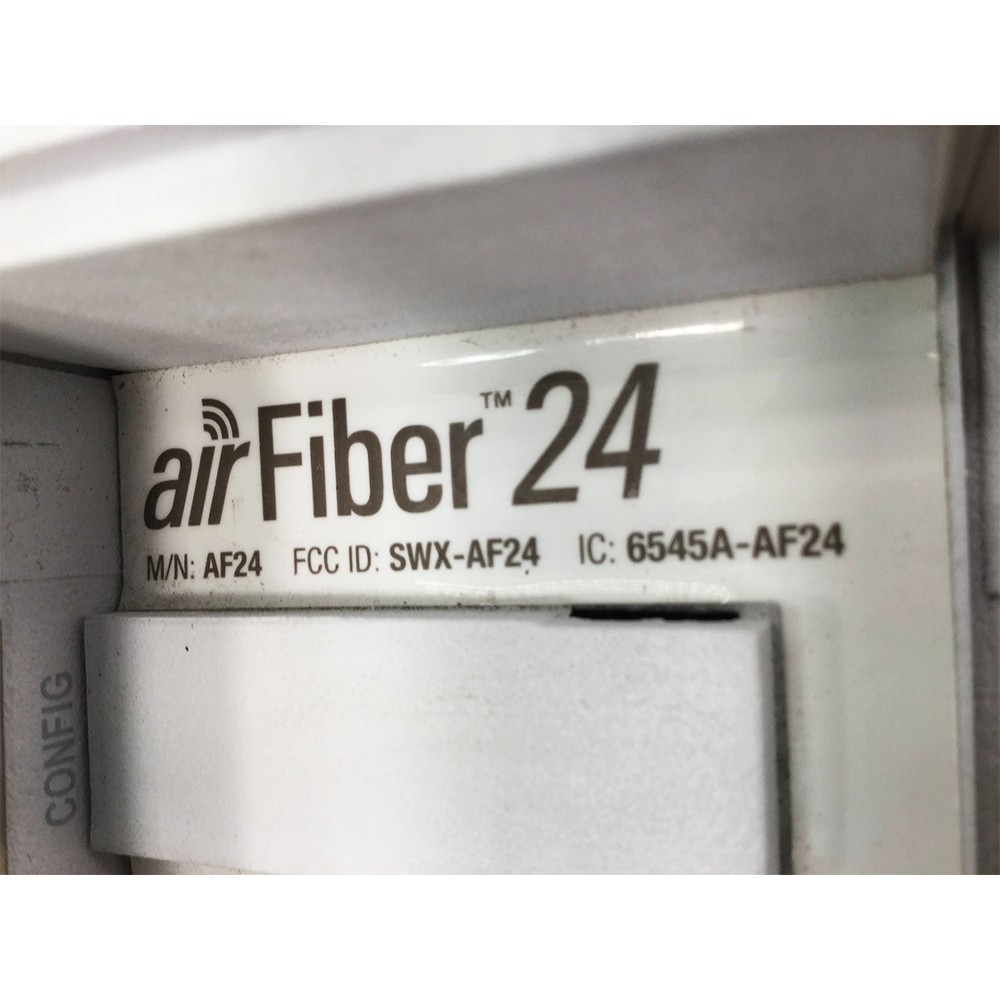 airFiber™ 24
M/N: AF24 FCC ID: SWX-AF24 IC: 6545A-AF24
CONFIG